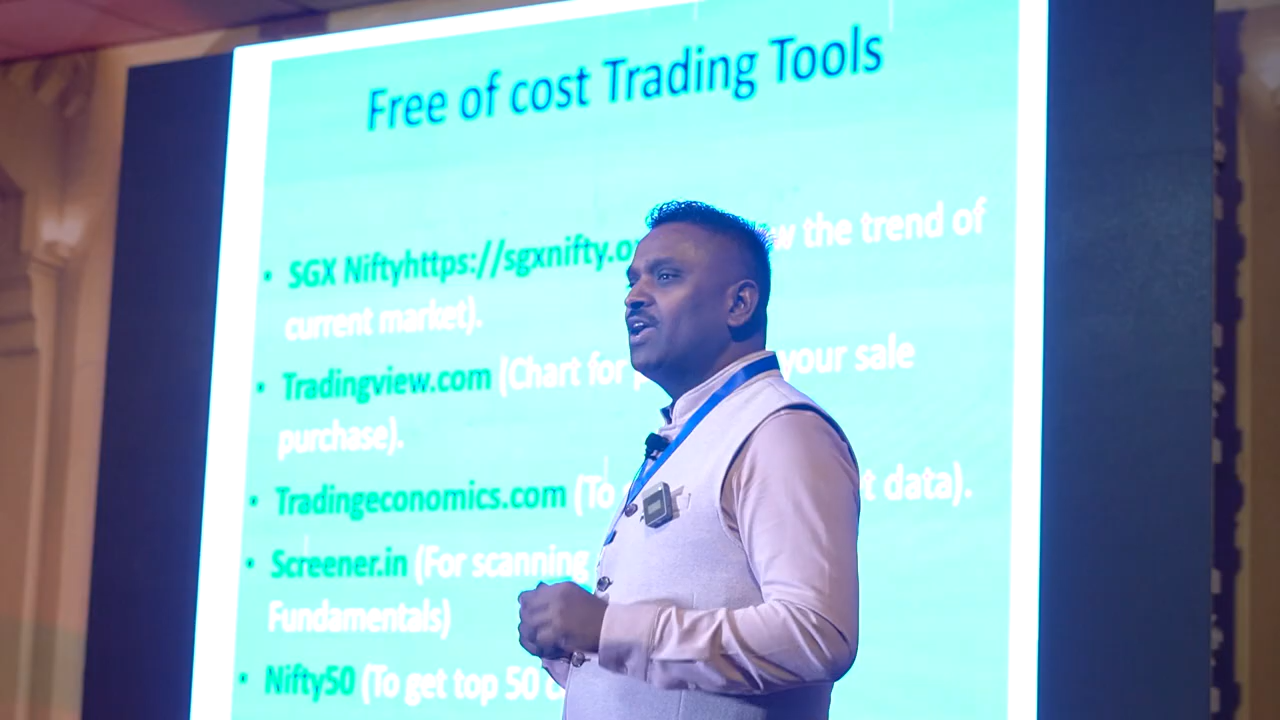 Free of cost Trading Tools
• SGX Niftyhttps://sgxnifty.o the trend of
current market).
• Tradingview.com (Chart for your sale
purchase).
• Tradingeconomics.com (To data).
• Screener.in (For scanning
Fundamentals)
• Nifty50 (To get top 50